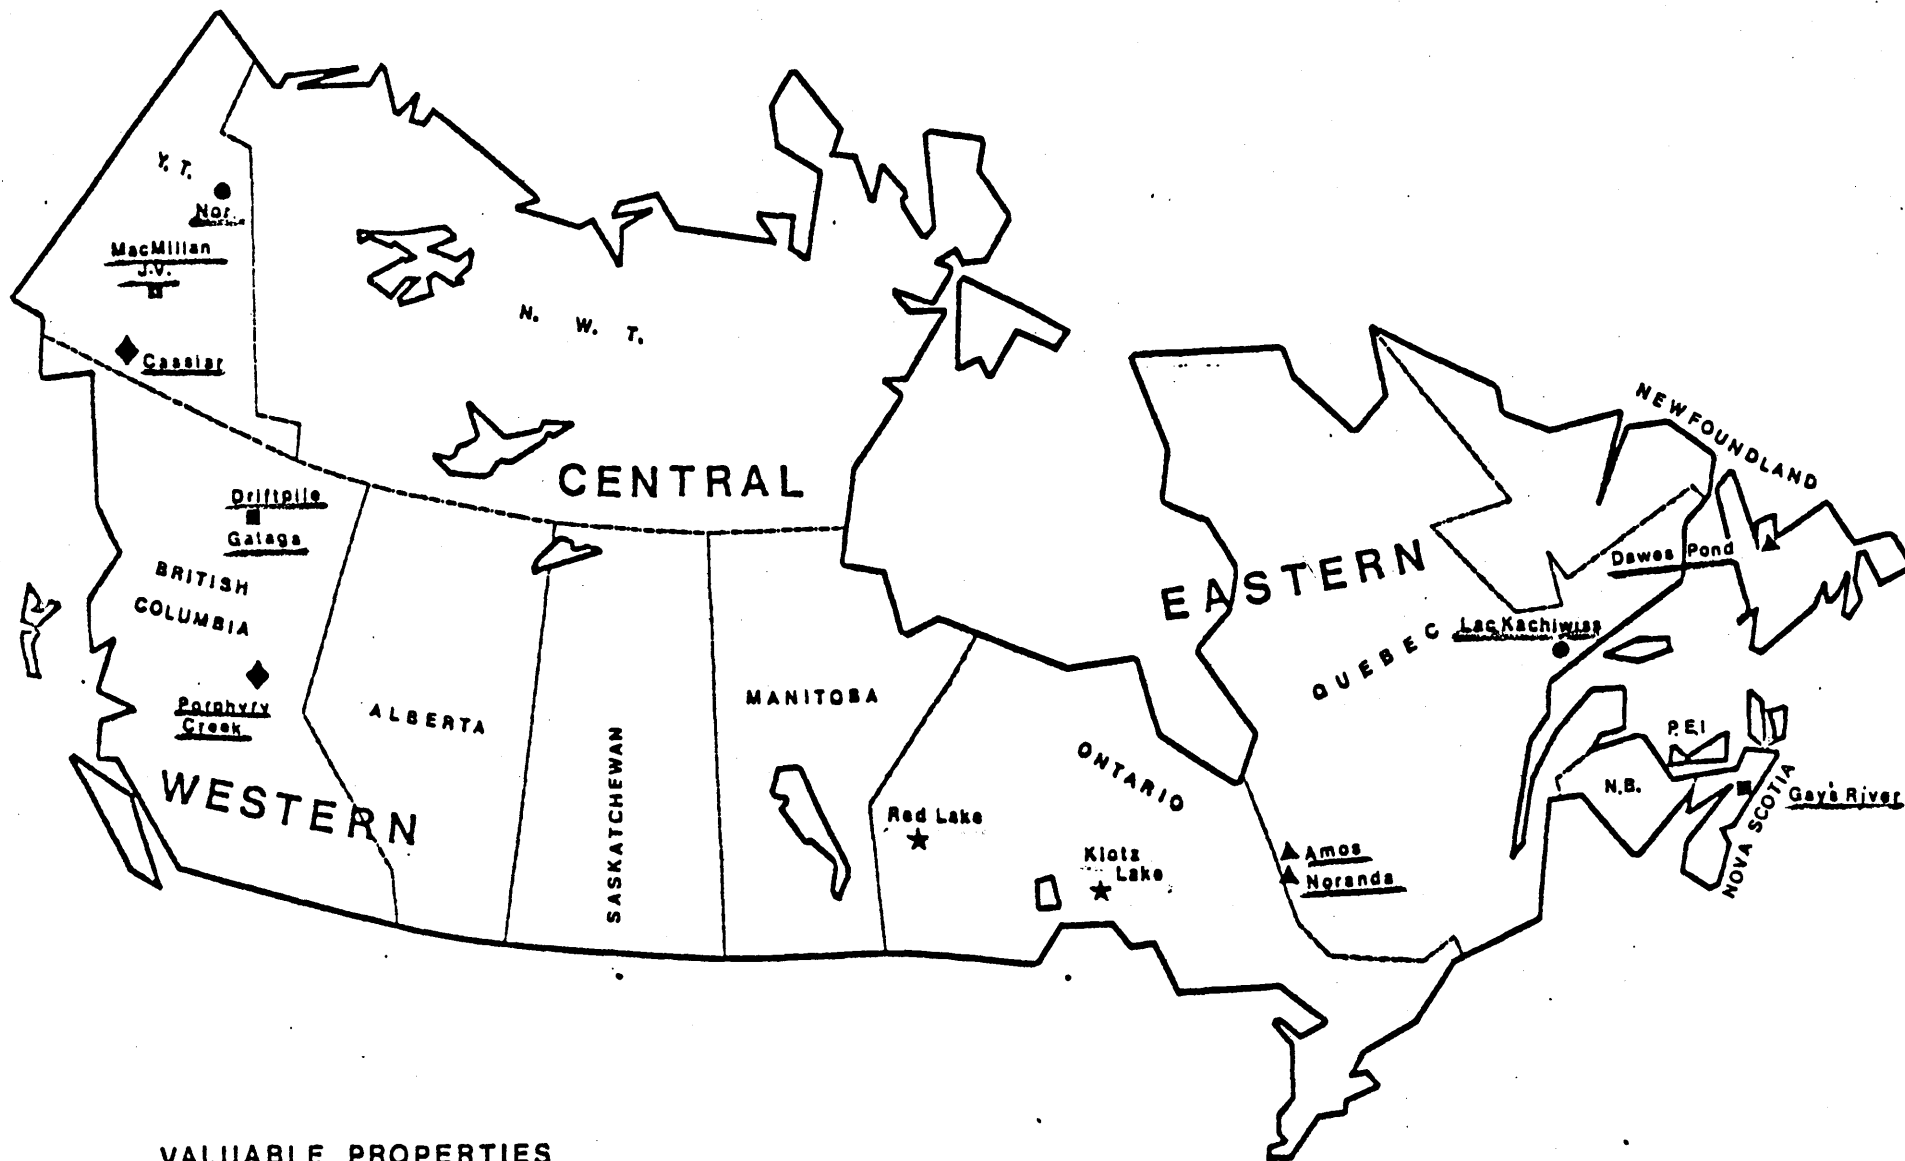 Y. T.
Nor
MacMillan
J.V.
Cassiar
N. W. T.
CENTRAL
Driftpile
Gataga
BRITISH
COLUMBIA
Porphyry
Creek
WESTERN
ALBERTA
SASKATCHEWAN
MANITOBA
Red Lake
ONTARIO
Klotz
Lake
Amos
Noranda
EASTERN
QUEBEC
Lac Kachiwiss
NEWFOUNDLAND
Dawes Pond
P.E.I
N.B.
NOVA SCOTIA
Gay's River
VALUABLE PROPERTIES